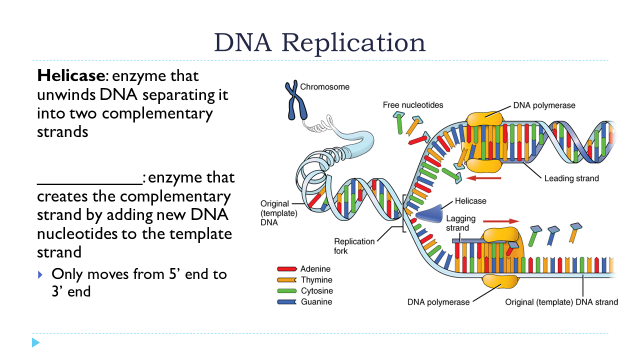 DNA Replication
Helicase: enzyme that
unwinds DNA separating it
into two complementary
strands
____________: enzyme that
creates the complementary
strand by adding new DNA
nucleotides to the template
strand
Only moves from 5’ end to
3’ end
Chromosome
Free nucleotides
DNA polymerase
Leading strand
Helicase
Lagging
strand
Original
(template)
DNA
Replication
fork
Adenine
Thymine
Cytosine
Guanine
DNA polymerase
Original (template) DNA strand